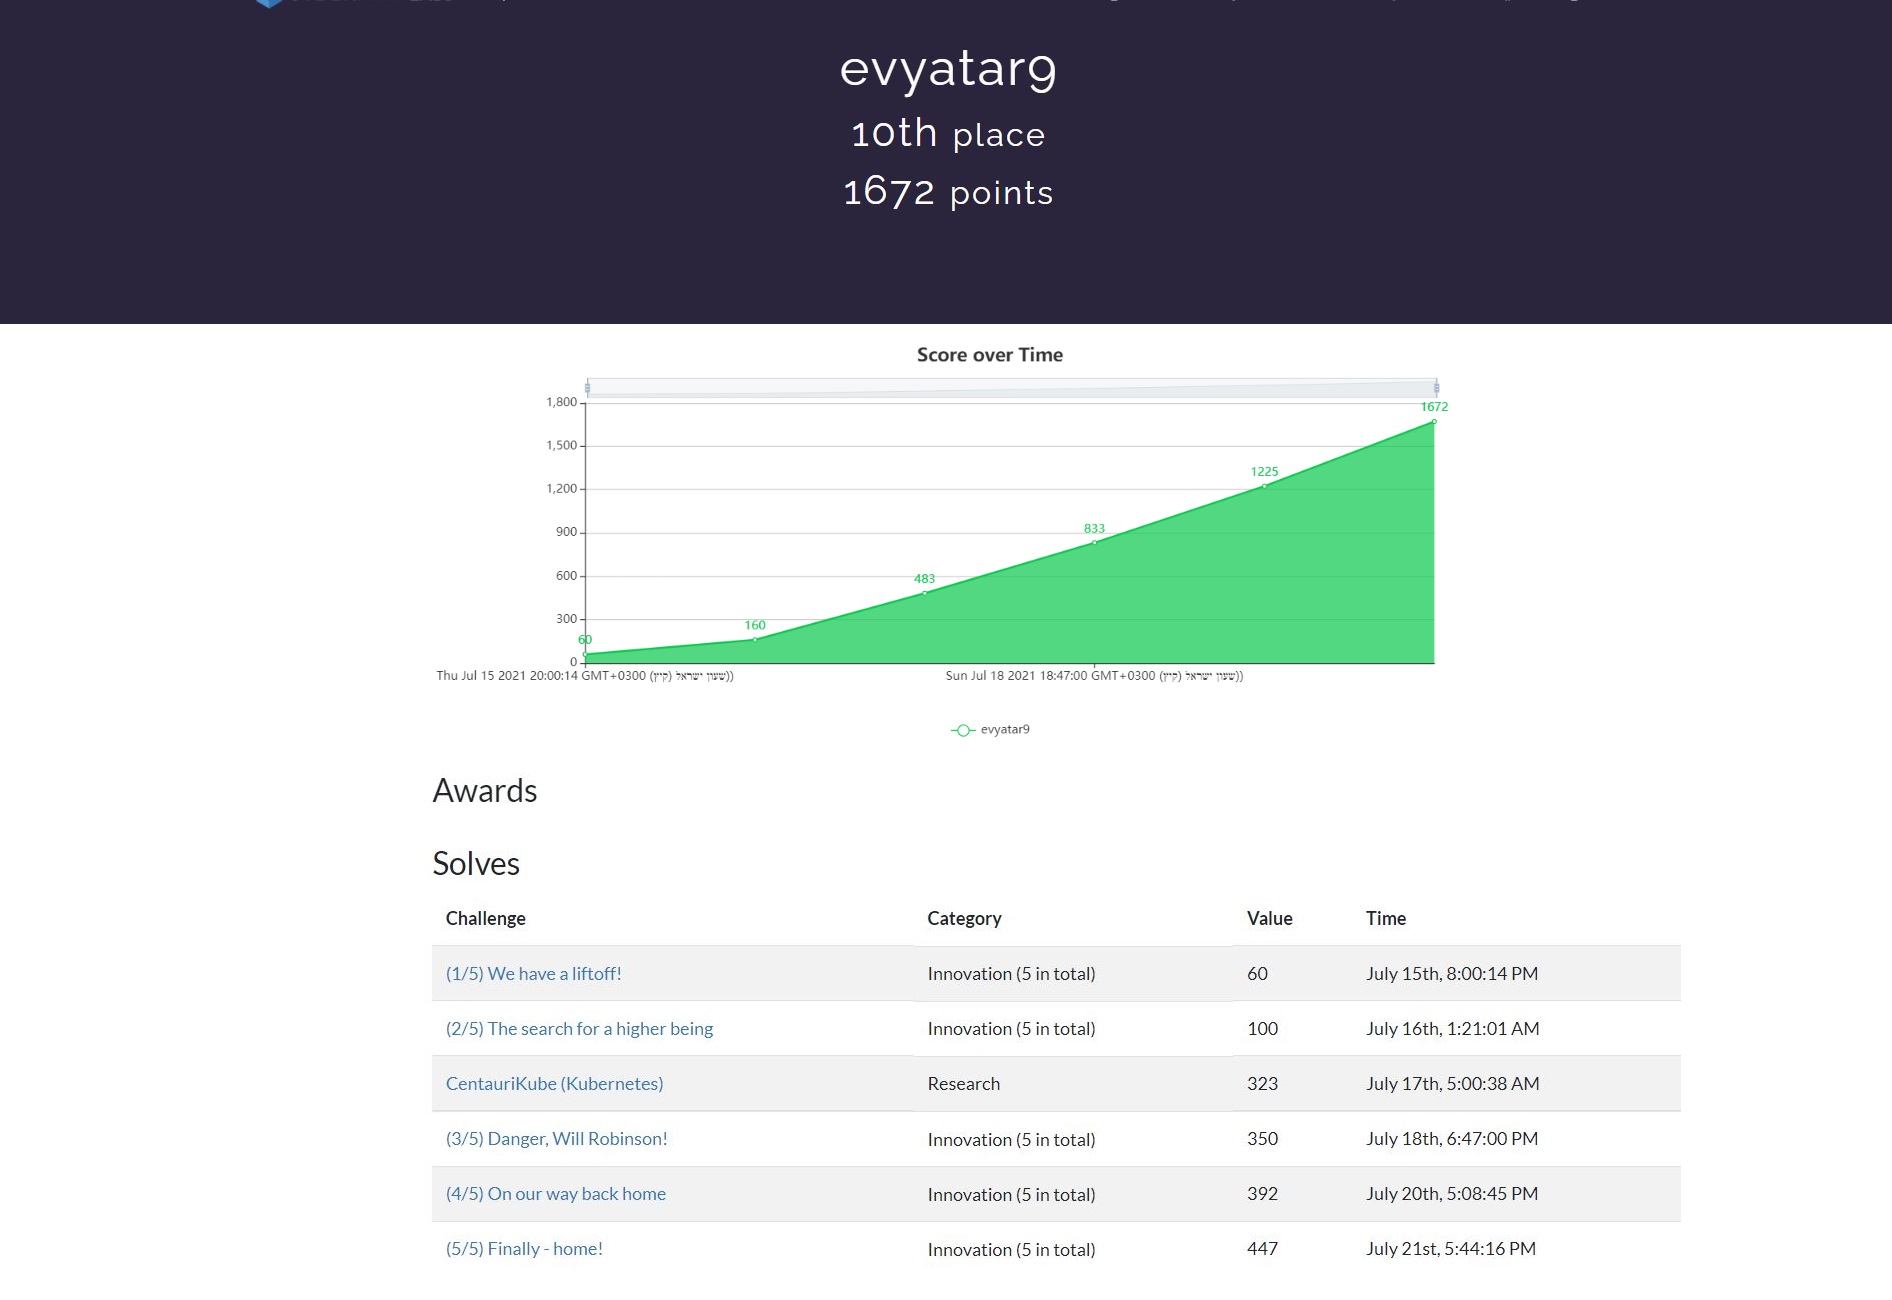 evyatar9
10th place
1672 points
Score over Time
1,800
1672
1,500
1225
1,200
900
833
600
483
300
160
60
0
Thu Jul 15 2021 20:00:14 GMT+0300 (שעון ישראל (קיץ))
Sun Jul 18 2021 18:47:00 GMT+0300 (שעון ישראל (קיץ))
evyatar9
Awards
Solves
Challenge Category Value Time
(1/5) We have a liftoff! Innovation (5 in total) 60 July 15th, 8:00:14 PM
(2/5) The search for a higher being Innovation (5 in total) 100 July 16th, 1:21:01 AM
CentauriKube (Kubernetes) Research 323 July 17th, 5:00:38 AM
(3/5) Danger, Will Robinson! Innovation (5 in total) 350 July 18th, 6:47:00 PM
(4/5) On our way back home Innovation (5 in total) 392 July 20th, 5:08:45 PM
(5/5) Finally - home! Innovation (5 in total) 447 July 21st, 5:44:16 PM